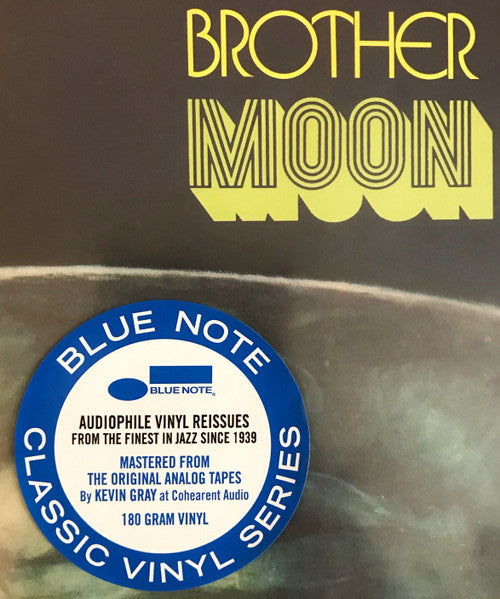 BROTHER
MOON
BLUE NOTE
BLUE NOTE®
AUDIOPHILE VINYL REISSUES
FROM THE FINEST IN JAZZ SINCE 1939
MASTERED FROM
THE ORIGINAL ANALOG TAPES
By KEVIN GRAY at Cohearent Audio
180 GRAM VINYL
CLASSIC VINYL SERIES